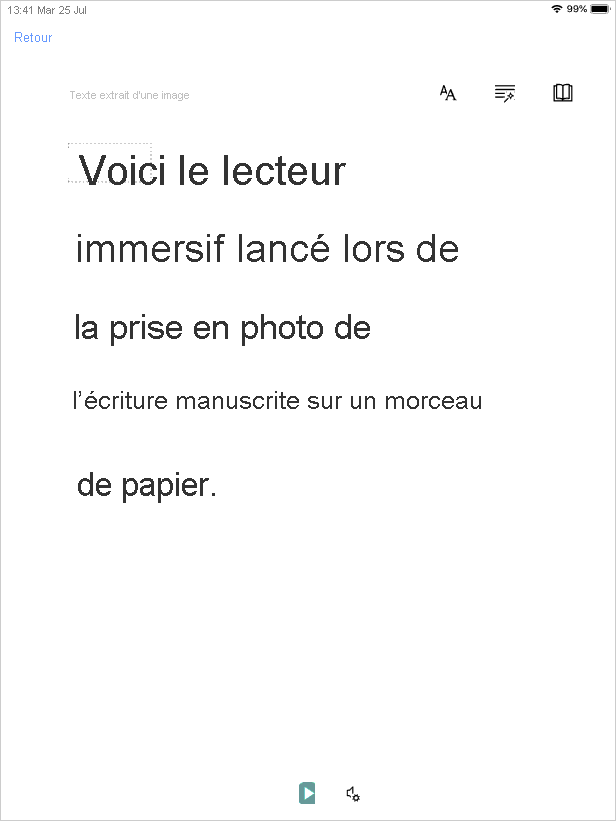 13:41 Mar 25 Jul
99%
Retour
Texte extrait d'une image
AA
Voici le lecteur
immersif lancé lors de
la prise en photo de
l’écriture manuscrite sur un morceau
de papier.